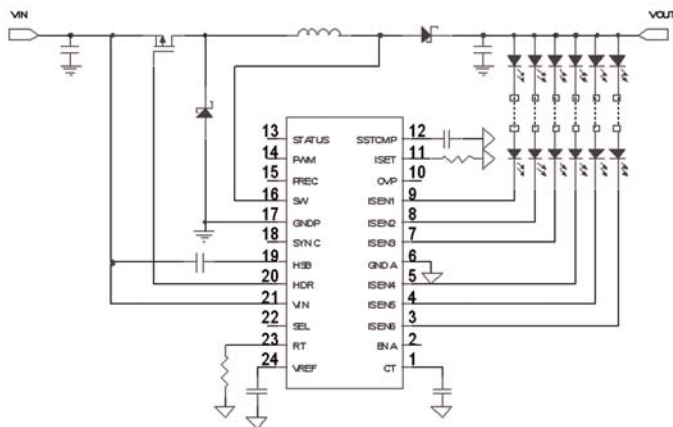 VIN
VOUT
13 STATUS SSTCMP 12
14 PWM ISET 11
15 FREC OVP 10
16 SW ISEN1 9
17 GNDP ISEN2 8
18 SYNC ISEN3 7
19 HSB GNDA 6
20 HDR ISEN4 5
21 VIN ISEN5 4
22 SEL ISEN6 3
23 RT ENA 2
24 VREF CT 1